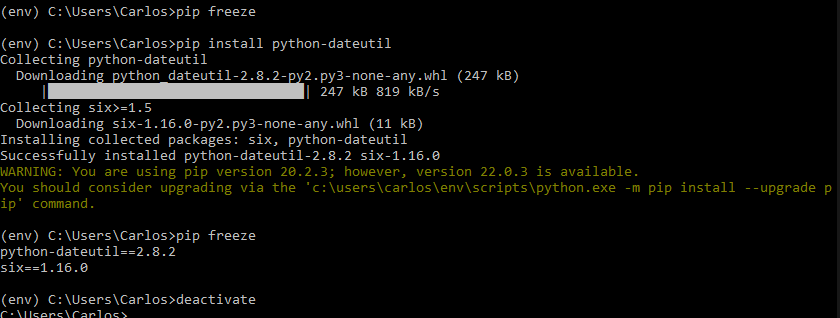 (env) C:\Users\Carlos>pip freeze
(env) C:\Users\Carlos>pip install python-dateutil
Collecting python-dateutil
  Downloading python_dateutil-2.8.2-py2.py3-none-any.whl (247 kB)
     |████████████████████████████████| 247 kB 819 kB/s
Collecting six>=1.5
  Downloading six-1.16.0-py2.py3-none-any.whl (11 kB)
Installing collected packages: six, python-dateutil
Successfully installed python-dateutil-2.8.2 six-1.16.0
WARNING: You are using pip version 20.2.3; however, version 22.0.3 is available.
You should consider upgrading via the 'c:\users\carlos\env\scripts\python.exe -m pip install --upgrade p
ip' command.
(env) C:\Users\Carlos>pip freeze
python-dateutil==2.8.2
six==1.16.0
(env) C:\Users\Carlos>deactivate
C:\Users\Carlos>